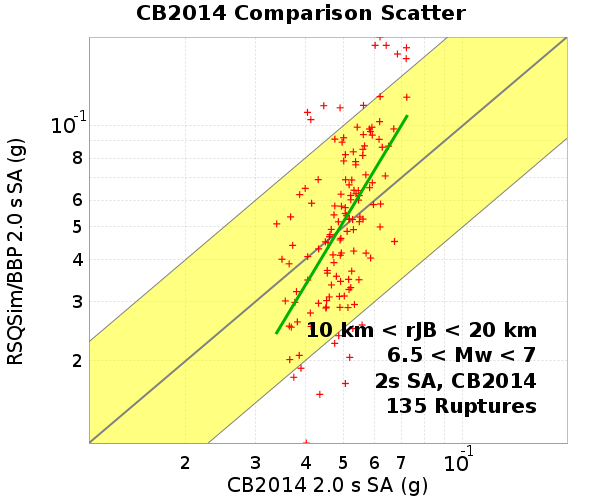 CB2014 Comparison Scatter
RSQSim/BBP 2.0 s SA (g)
10-1
8
6
5
4
3
2
10 km < rJB < 20 km
6.5 < Mw < 7
2s SA, CB2014
135 Ruptures
2 3 4 5 6 7 10-1
CB2014 2.0 s SA (g)